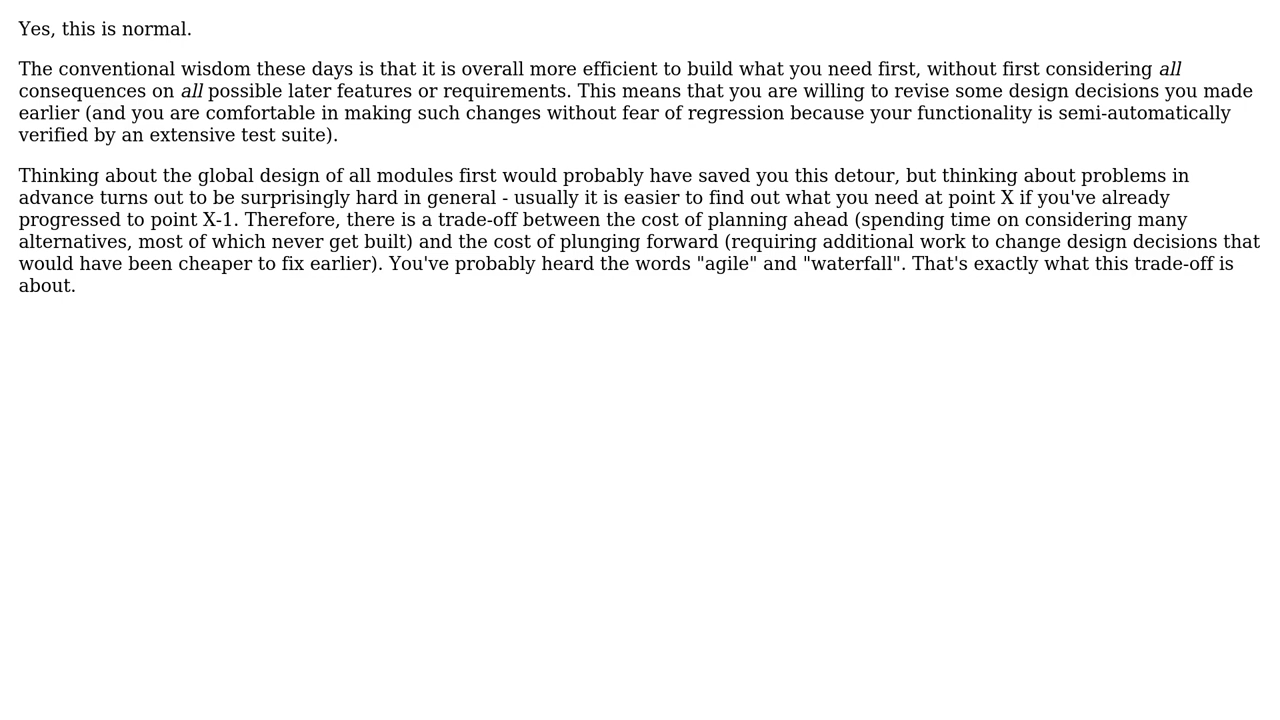 Yes, this is normal.
The conventional wisdom these days is that it is overall more efficient to build what you need first, without first considering all
consequences on all possible later features or requirements. This means that you are willing to revise some design decisions you made
earlier (and you are comfortable in making such changes without fear of regression because your functionality is semi-automatically
verified by an extensive test suite).
Thinking about the global design of all modules first would probably have saved you this detour, but thinking about problems in
advance turns out to be surprisingly hard in general - usually it is easier to find out what you need at point X if you've already
progressed to point X-1. Therefore, there is a trade-off between the cost of planning ahead (spending time on considering many
alternatives, most of which never get built) and the cost of plunging forward (requiring additional work to change design decisions that
would have been cheaper to fix earlier). You've probably heard the words "agile" and "waterfall". That's exactly what this trade-off is
about.